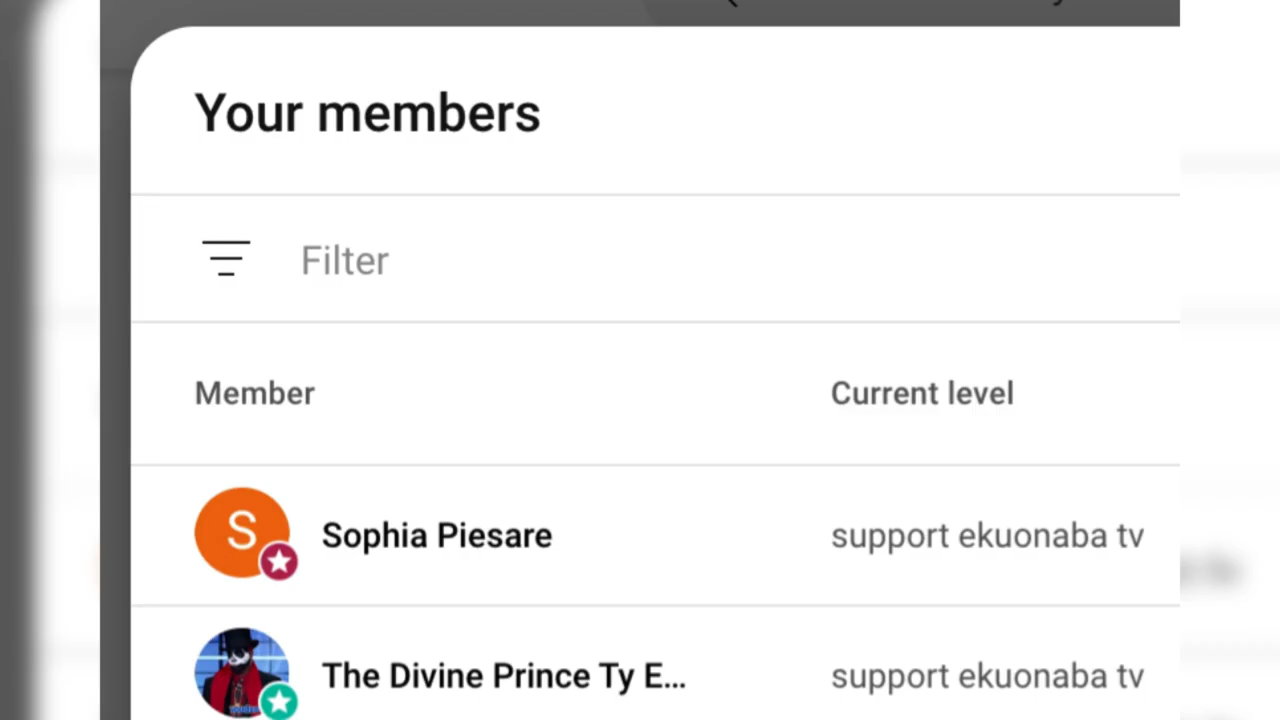 Your members
Filter
Member Current level
S Sophia Piesare support ekuonaba tv
The Divine Prince Ty E... support ekuonaba tv